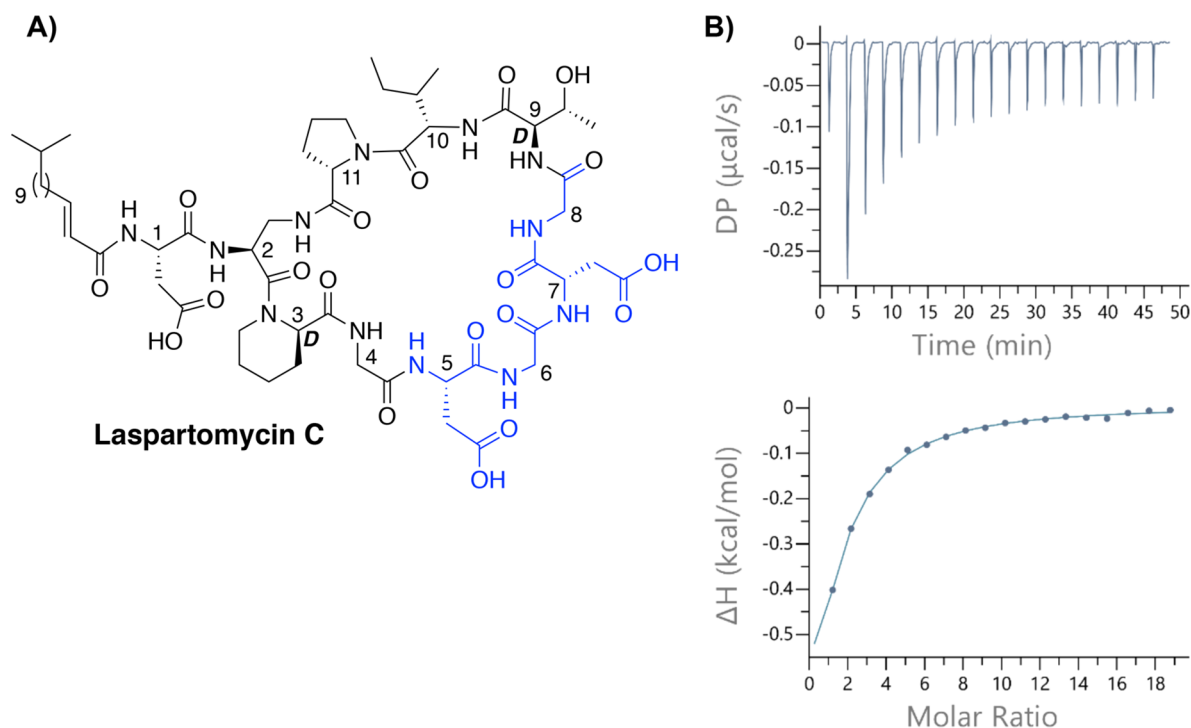 A)
B)
OH
O
9
D
N
H
HN
O
10
N
O
11
O
8
9
HN
H
N
1
O
N
H
2
N
H
O
O
O
7
OH
O
O
HO
O
N
3
D
O
O
NH
4
O
H
N
5
O
N
H
6
O
NH
O
OH
Laspartomycin C
0
-0.05
-0.1
-0.15
-0.2
-0.25
DP (µcal/s)
0 5 10 15 20 25 30 35 40 45 50
Time (min)
0
-0.1
-0.2
-0.3
-0.4
-0.5
ΔH (kcal/mol)
0 2 4 6 8 10 12 14 16 18
Molar Ratio